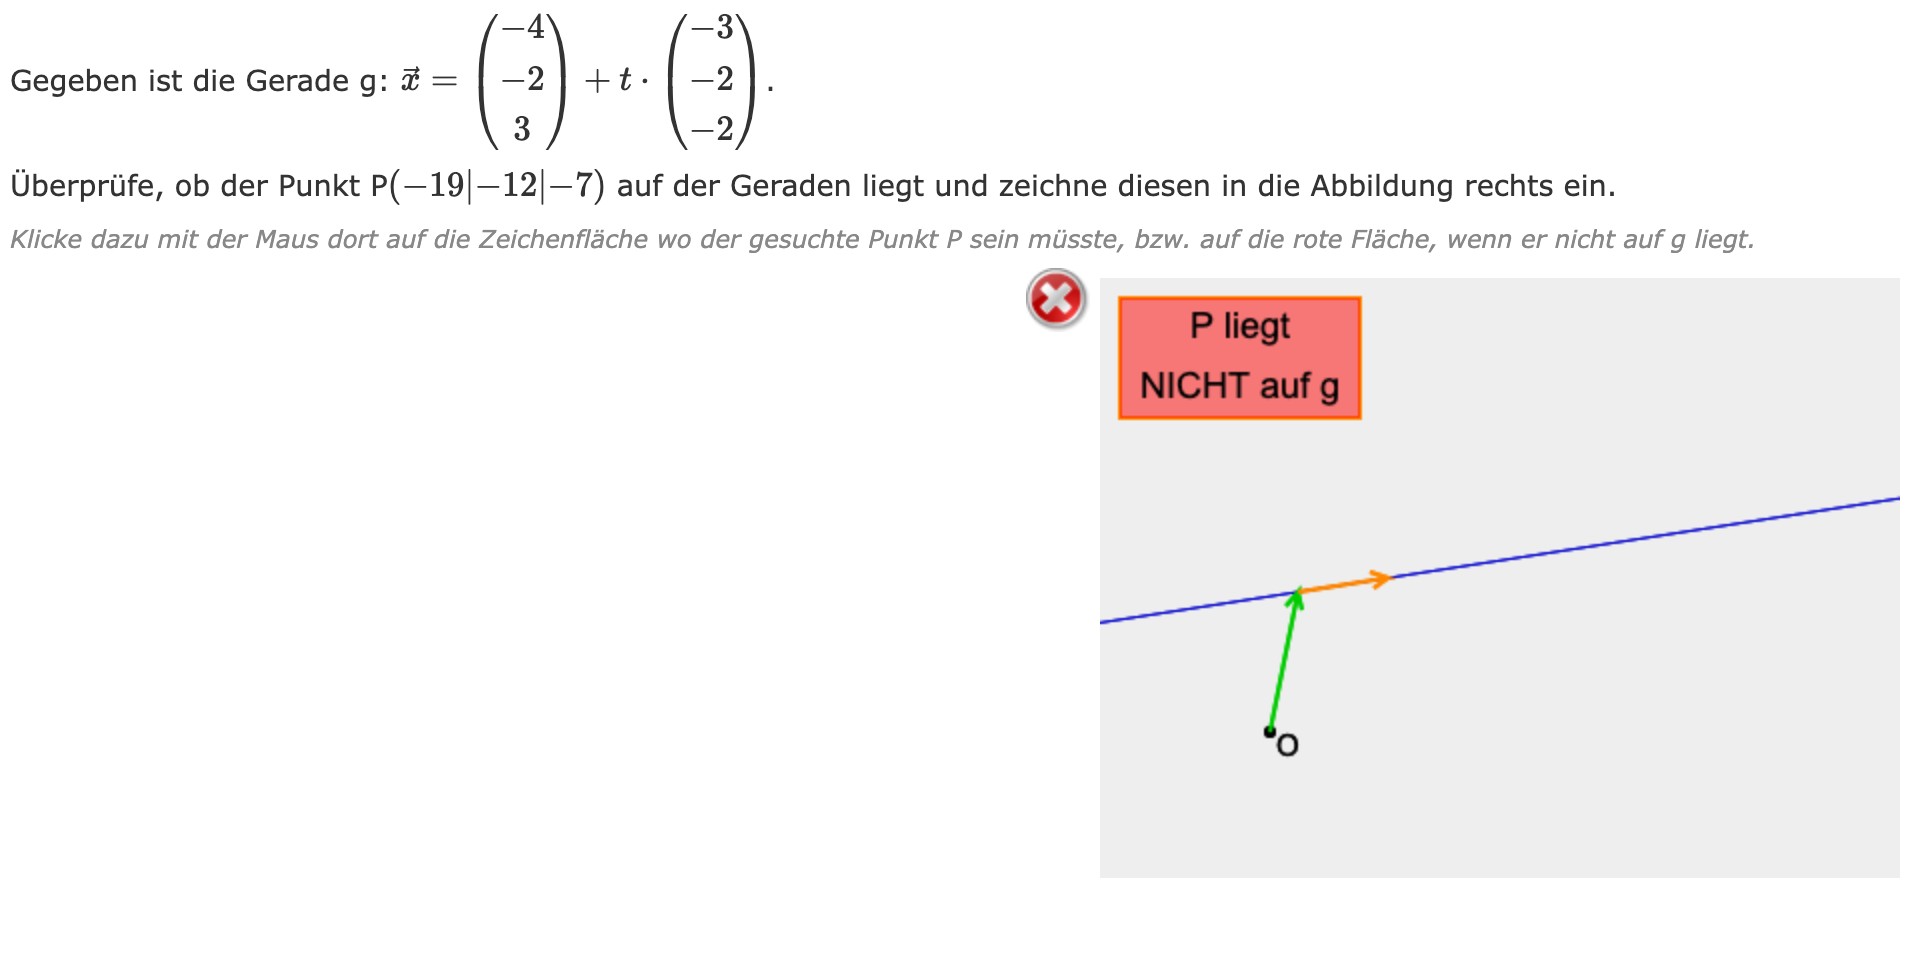 Gegeben ist die Gerade g: $\vec{x} = \begin{pmatrix} -4 \\ -2 \\ 3 \end{pmatrix} + t \cdot \begin{pmatrix} -3 \\ -2 \\ -2 \end{pmatrix}$.
Überprüfe, ob der Punkt P(−19|−12|−7) auf der Geraden liegt und zeichne diesen in die Abbildung rechts ein.
Klicke dazu mit der Maus dort auf die Zeichenfläche wo der gesuchte Punkt P sein müsste, bzw. auf die rote Fläche, wenn er nicht auf g liegt.
P liegt
NICHT auf g
O